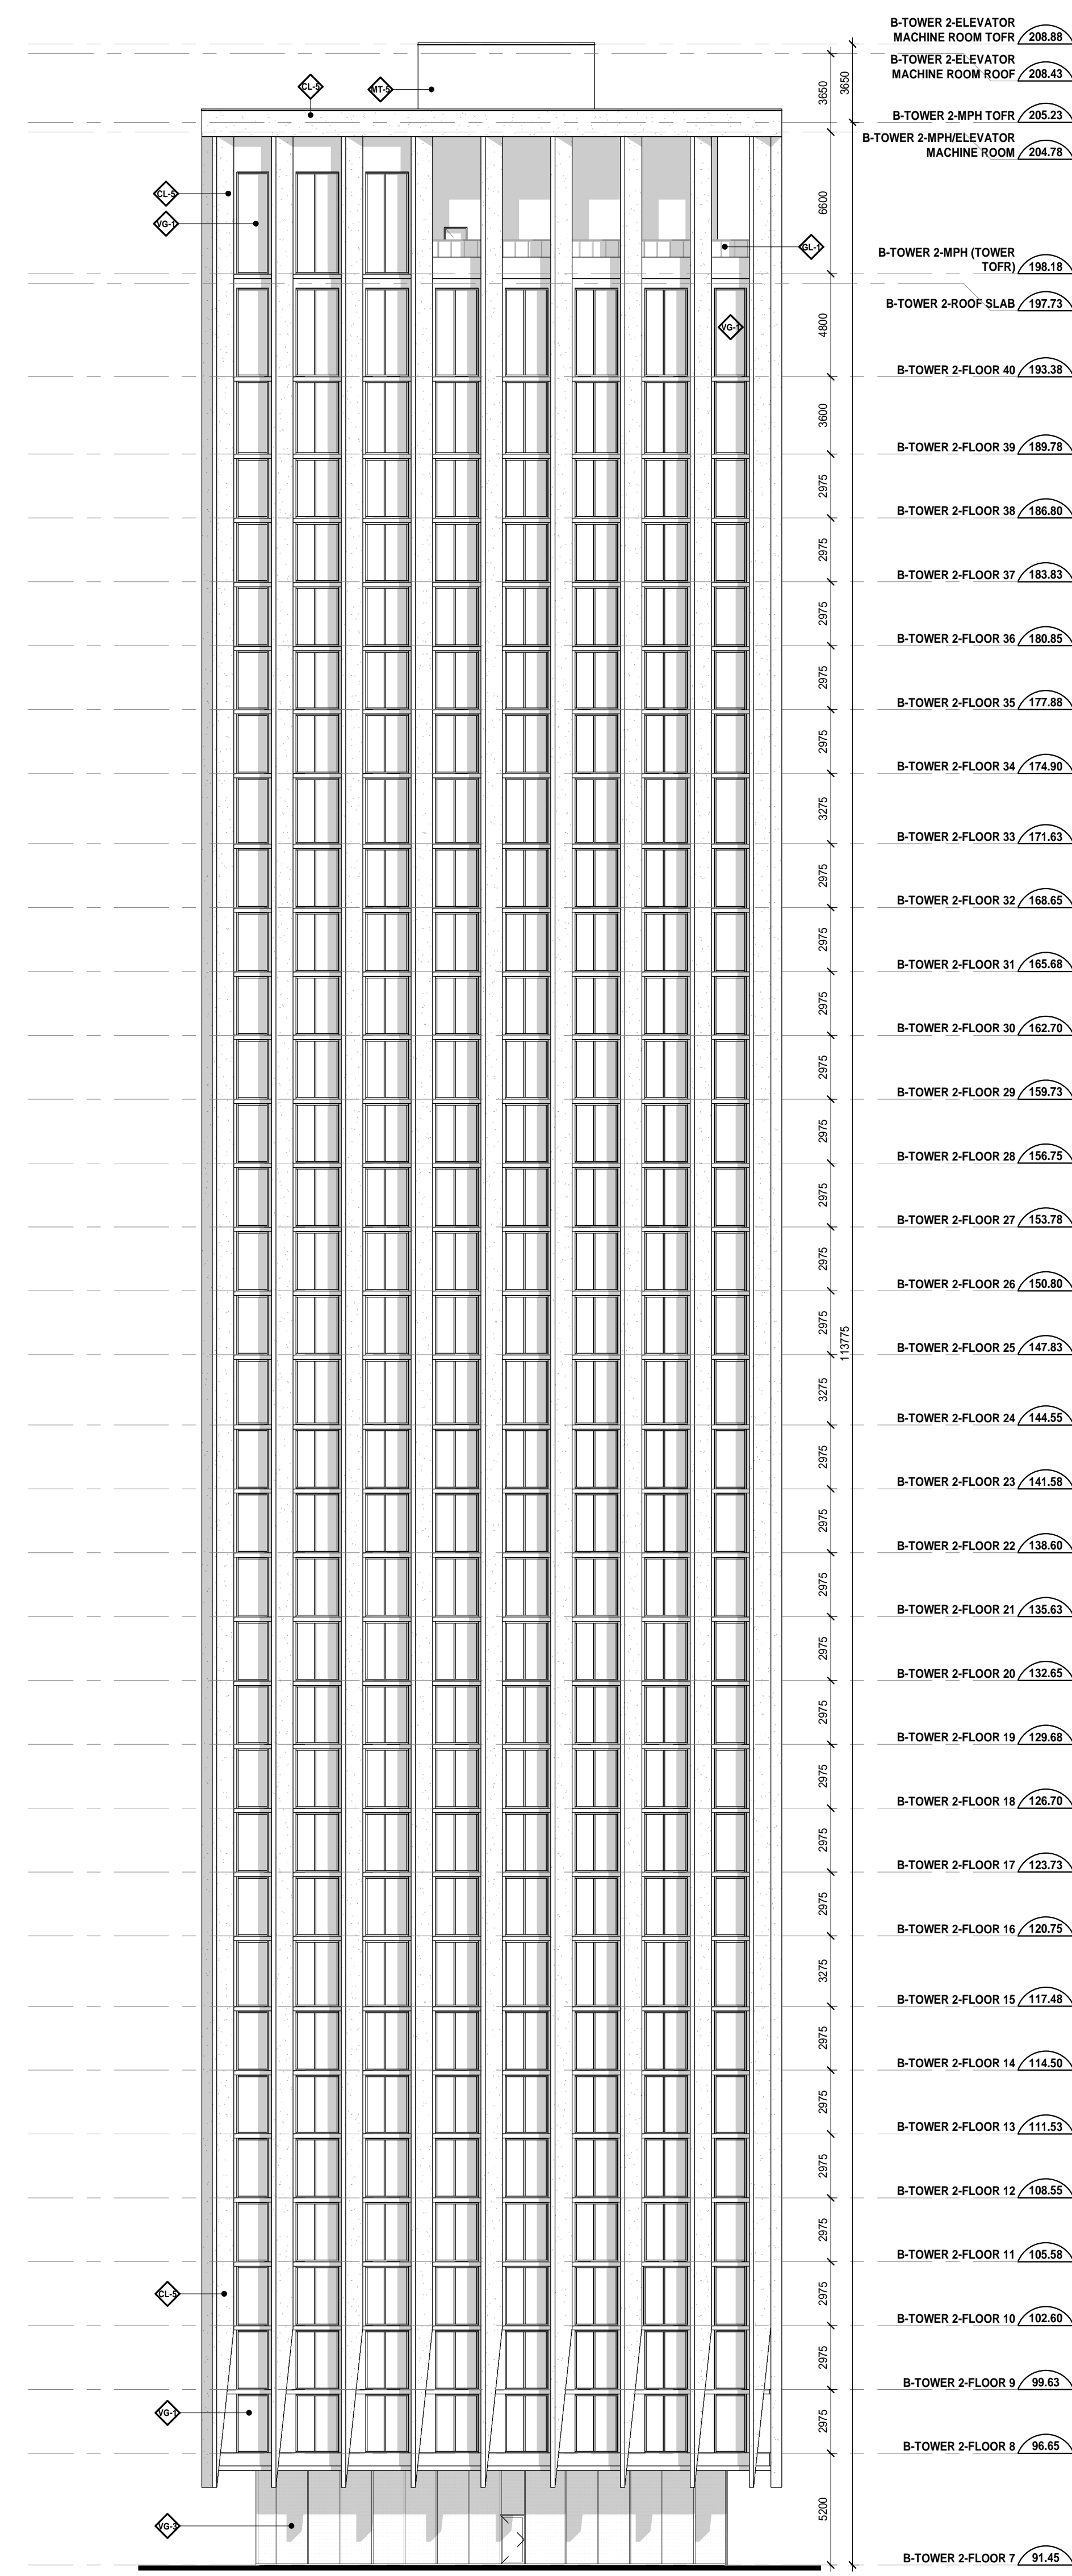 B-TOWER 2-ELEVATOR
MACHINE ROOM TOFR 208.88
B-TOWER 2-ELEVATOR
MACHINE ROOM ROOF 208.43
3650
3650
CL-5
MT-5
B-TOWER 2-MPH TOFR 205.23
B-TOWER 2-MPH/ELEVATOR
MACHINE ROOM 204.78
CL-5
VG-1
6600
GL-1
B-TOWER 2-MPH (TOWER
TOFR) 198.18
B-TOWER 2-ROOF SLAB 197.73
VG-1
4800
B-TOWER 2-FLOOR 40 193.38
3600
B-TOWER 2-FLOOR 39 189.78
2975
B-TOWER 2-FLOOR 38 186.80
2975
B-TOWER 2-FLOOR 37 183.83
2975
B-TOWER 2-FLOOR 36 180.85
2975
B-TOWER 2-FLOOR 35 177.88
2975
B-TOWER 2-FLOOR 34 174.90
3275
B-TOWER 2-FLOOR 33 171.63
2975
B-TOWER 2-FLOOR 32 168.65
2975
B-TOWER 2-FLOOR 31 165.68
2975
B-TOWER 2-FLOOR 30 162.70
2975
B-TOWER 2-FLOOR 29 159.73
2975
B-TOWER 2-FLOOR 28 156.75
2975
B-TOWER 2-FLOOR 27 153.78
2975
B-TOWER 2-FLOOR 26 150.80
2975
113775
B-TOWER 2-FLOOR 25 147.83
3275
B-TOWER 2-FLOOR 24 144.55
2975
B-TOWER 2-FLOOR 23 141.58
2975
B-TOWER 2-FLOOR 22 138.60
2975
B-TOWER 2-FLOOR 21 135.63
2975
B-TOWER 2-FLOOR 20 132.65
2975
B-TOWER 2-FLOOR 19 129.68
2975
B-TOWER 2-FLOOR 18 126.70
2975
B-TOWER 2-FLOOR 17 123.73
2975
B-TOWER 2-FLOOR 16 120.75
3275
B-TOWER 2-FLOOR 15 117.48
2975
B-TOWER 2-FLOOR 14 114.50
2975
B-TOWER 2-FLOOR 13 111.53
2975
B-TOWER 2-FLOOR 12 108.55
2975
B-TOWER 2-FLOOR 11 105.58
CL-5
2975
B-TOWER 2-FLOOR 10 102.60
2975
B-TOWER 2-FLOOR 9 99.63
VG-1
2975
B-TOWER 2-FLOOR 8 96.65
5200
VG-3
B-TOWER 2-FLOOR 7 91.45